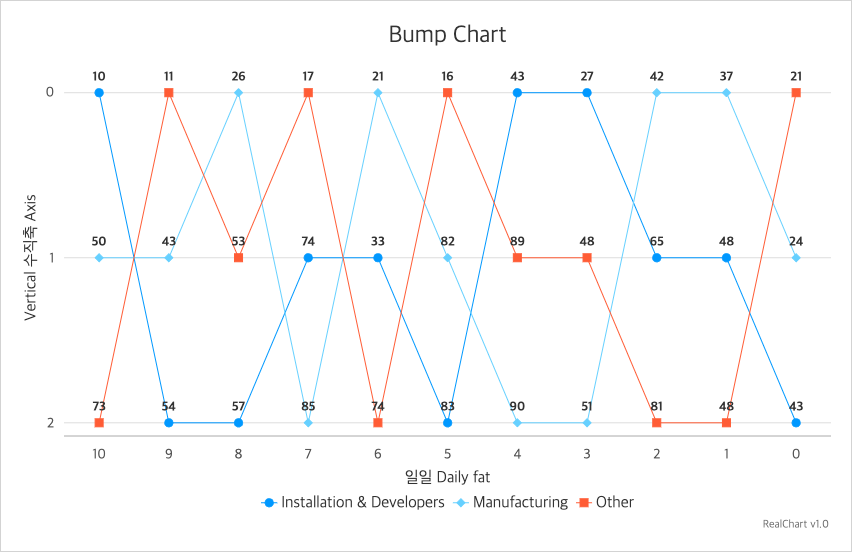 Bump Chart
10 11 26 17 21 16 43 27 42 37 21
0
50 43 53 74 33 82 89 48 65 48 24
1
73 54 57 85 74 83 90 51 81 48 43
2
Vertical 수직축 Axis
10 9 8 7 6 5 4 3 2 1 0
일일 Daily fat
Installation & Developers Manufacturing Other
RealChart v1.0